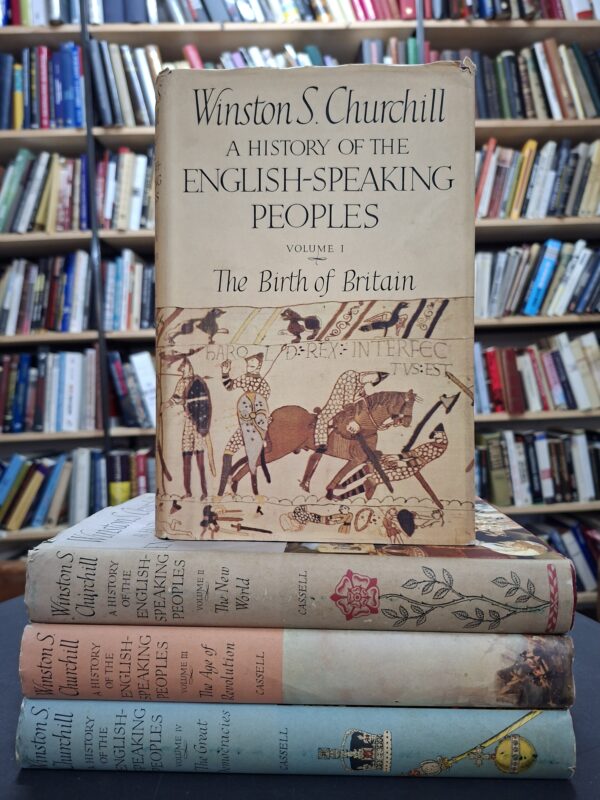 Winston S. Churchill
A HISTORY OF THE
ENGLISH-SPEAKING
PEOPLES
VOLUME I
The Birth of Britain
HAROLD·REX·INTERFEC
TVS:EST
Winston S.
Churchill
A HISTORY
OF THE
ENGLISH-
SPEAKING
PEOPLES
VOLUME II
The New
World
CASSELL
Winston S.
Churchill
A HISTORY
OF THE
ENGLISH-
SPEAKING
PEOPLES
VOLUME III
The Age of
Revolution
CASSELL
Winston S.
Churchill
A HISTORY
OF THE
ENGLISH-
SPEAKING
PEOPLES
VOLUME IV
The Great
Democracies
CASSELL